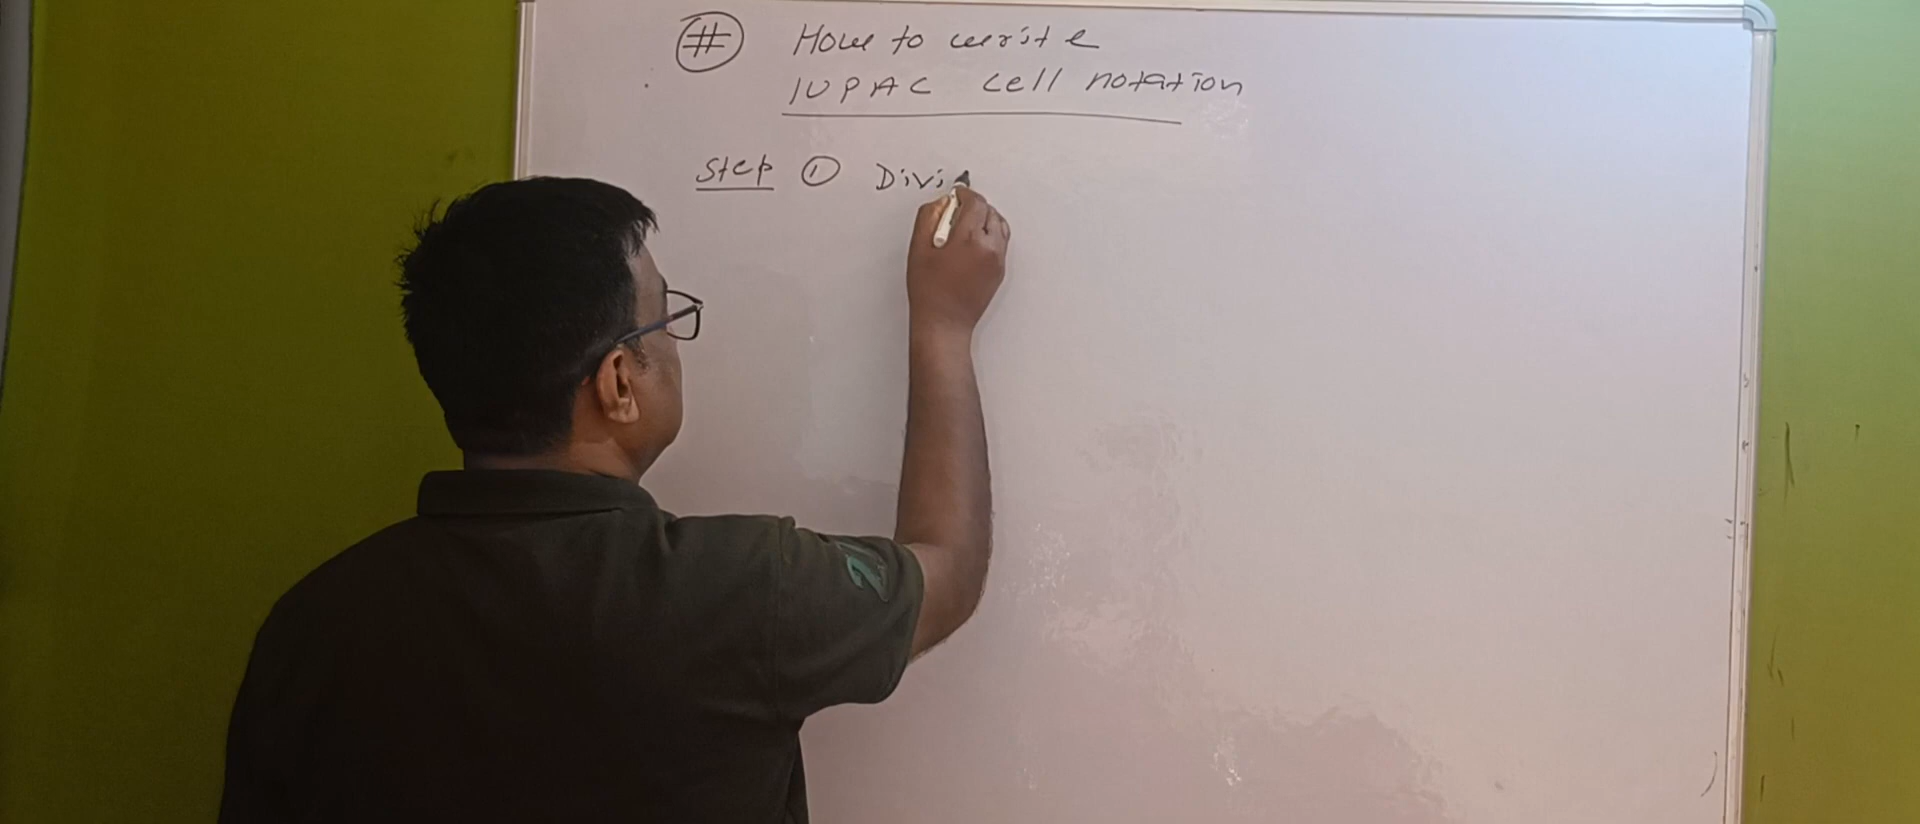 # How to write
IUPAC cell notation
Step 1 Divi